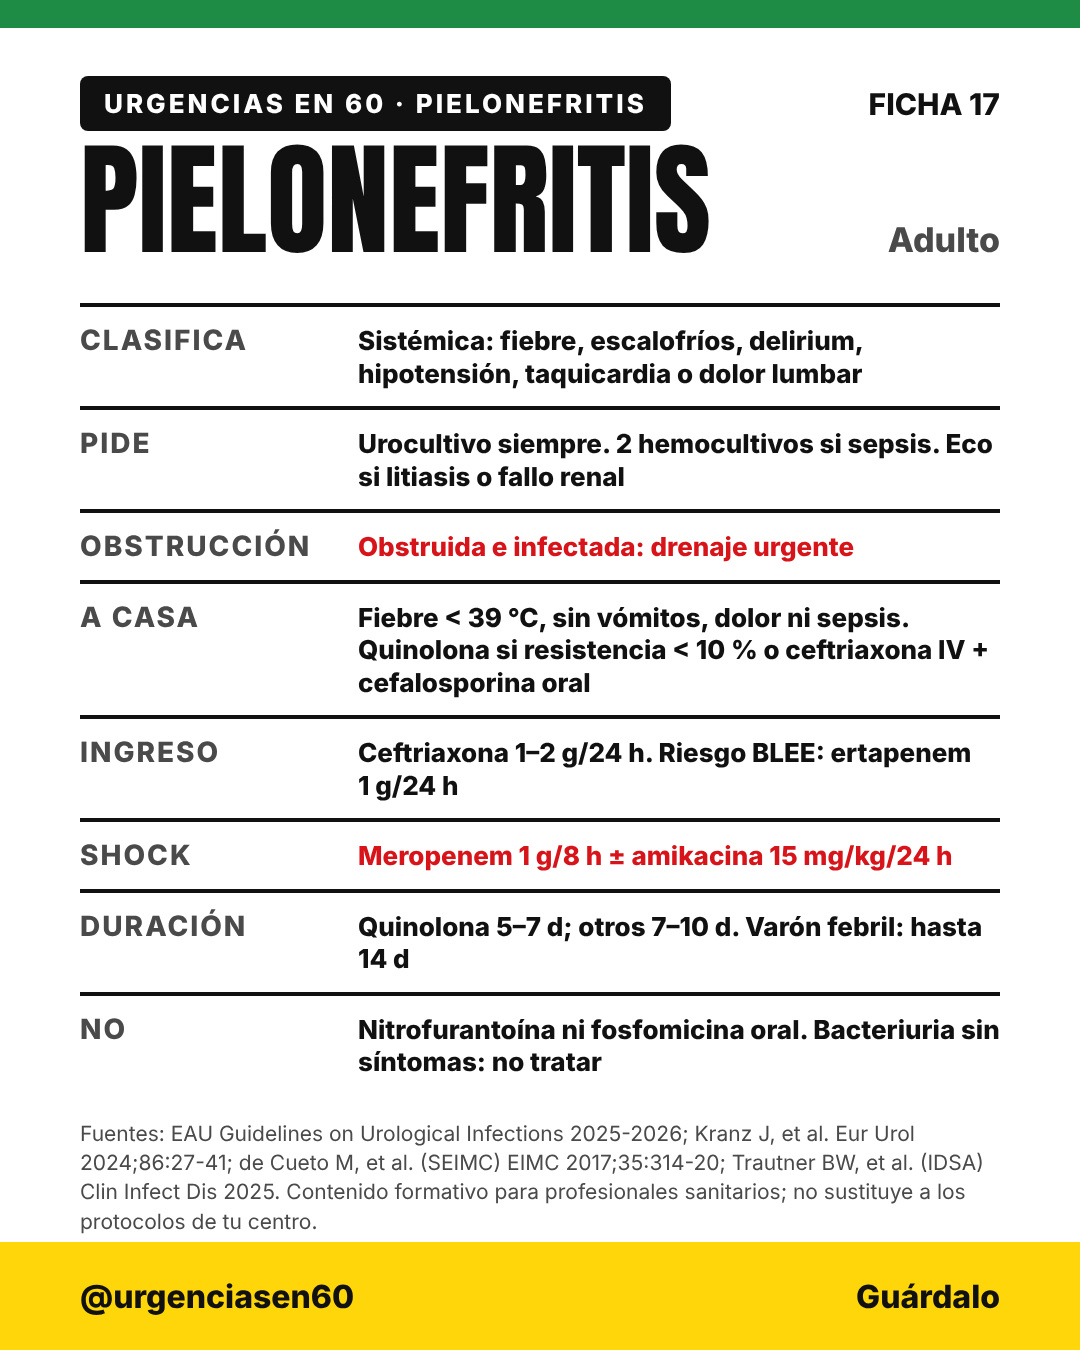 URGENCIAS EN 60 · PIELONEFRITIS
FICHA 17
PIELONEFRITIS
Adulto
CLASIFICA
Sistémica: fiebre, escalofríos, delirium,
hipotensión, taquicardia o dolor lumbar
PIDE
Urocultivo siempre. 2 hemocultivos si sepsis. Eco
si litiasis o fallo renal
OBSTRUCCIÓN
Obstruida e infectada: drenaje urgente
A CASA
Fiebre < 39 °C, sin vómitos, dolor ni sepsis.
Quinolona si resistencia < 10 % o ceftriaxona IV +
cefalosporina oral
INGRESO
Ceftriaxona 1–2 g/24 h. Riesgo BLEE: ertapenem
1 g/24 h
SHOCK
Meropenem 1 g/8 h ± amikacina 15 mg/kg/24 h
DURACIÓN
Quinolona 5–7 d; otros 7–10 d. Varón febril: hasta
14 d
NO
Nitrofurantoína ni fosfomicina oral. Bacteriuria sin
síntomas: no tratar
Fuentes: EAU Guidelines on Urological Infections 2025-2026; Kranz J, et al. Eur Urol
2024;86:27-41; de Cueto M, et al. (SEIMC) EIMC 2017;35:314-20; Trautner BW, et al. (IDSA)
Clin Infect Dis 2025. Contenido formativo para profesionales sanitarios; no sustituye a los
protocolos de tu centro.
@urgenciasen60
Guárdalo